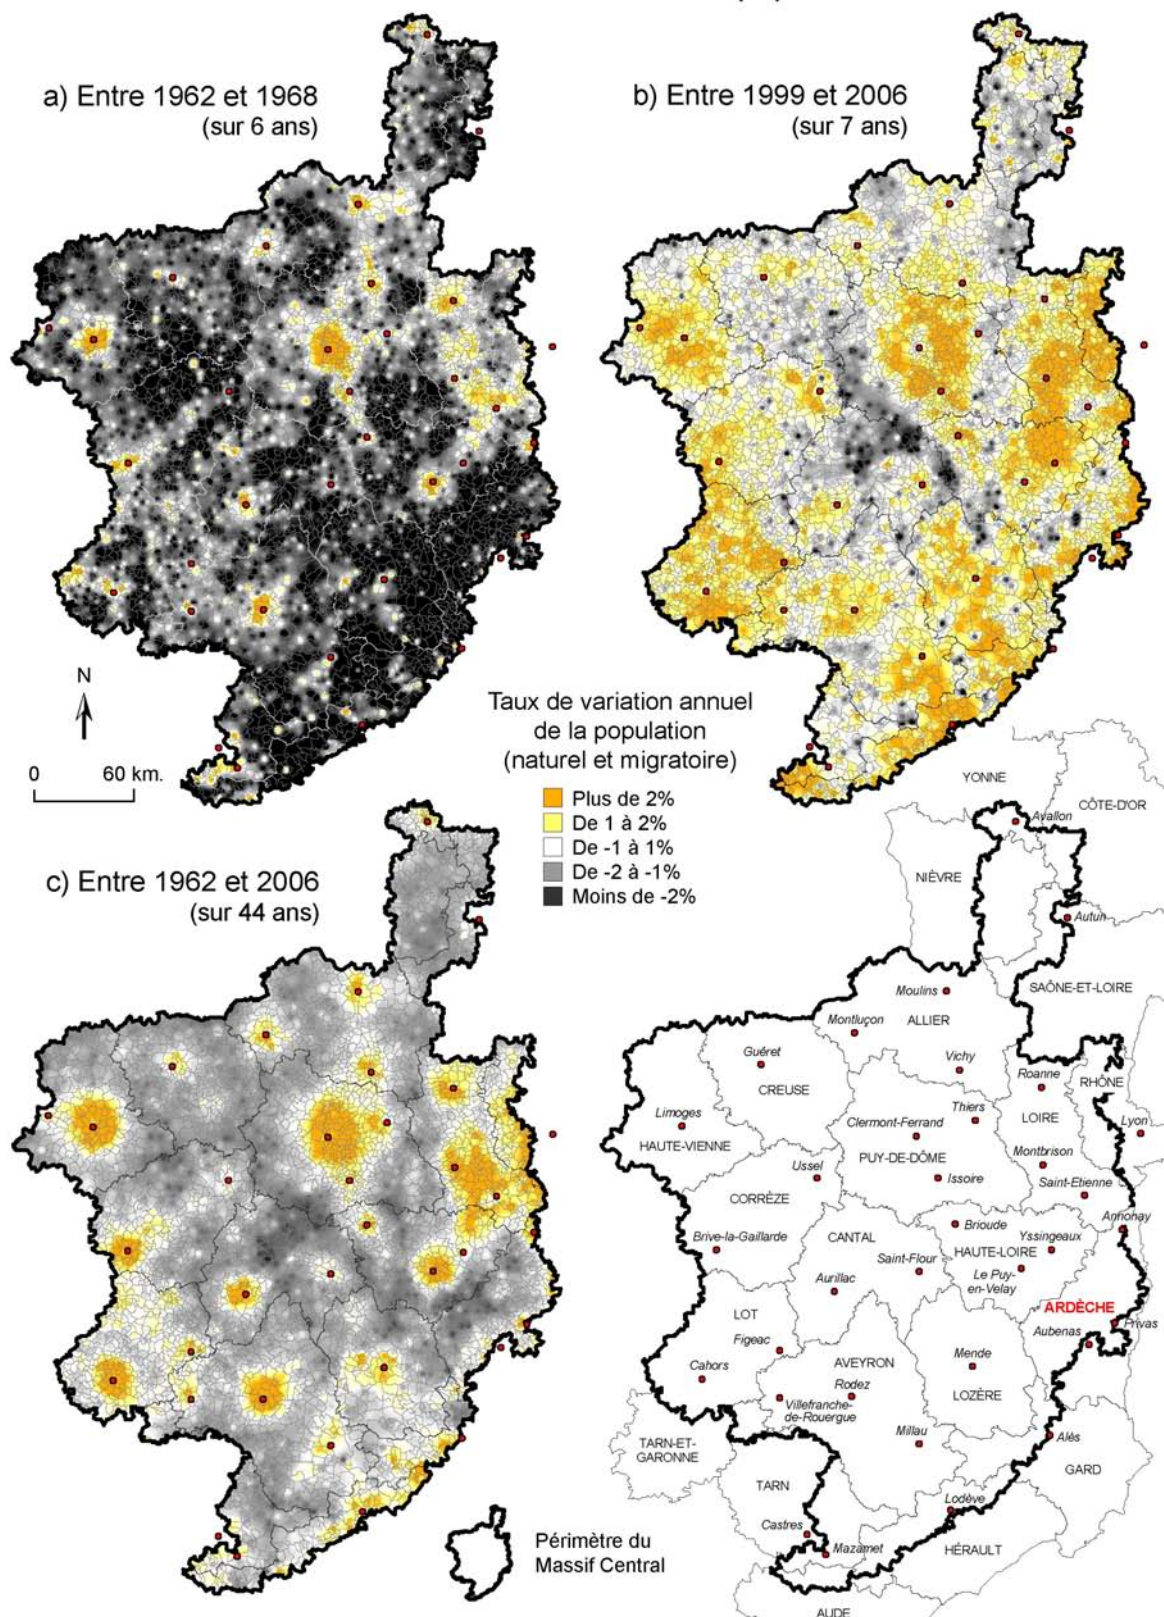 a) Entre 1962 et 1968
(sur 6 ans)
b) Entre 1999 et 2006
(sur 7 ans)
N
0 60 km.
Taux de variation annuel
de la population
(naturel et migratoire)
Plus de 2%
De 1 à 2%
De -1 à 1%
De -2 à -1%
Moins de -2%
c) Entre 1962 et 2006
(sur 44 ans)
Périmètre du
Massif Central
YONNE
CÔTE-D'OR
Avallon
NIÈVRE
Autun
SAÔNE-ET-LOIRE
Moulins
ALLIER
Montluçon
Guéret
Vichy
Roanne
RHÔNE
CREUSE
Limoges
Thiers
LOIRE
Clermont-Ferrand
Lyon
HAUTE-VIENNE
PUY-DE-DÔME
Montbrison
Ussel
Issoire
Saint-Etienne
CORRÈZE
Annonay
Brioude
Brive-la-Gaillarde
CANTAL
Yssingeaux
HAUTE-LOIRE
Saint-Flour
Le Puy-
en-Velay
Aurillac
ARDÈCHE
LOT
Privas
Aubenas
Figeac
AVEYRON
Mende
Cahors
Rodez
LOZÈRE
Villefranche-
de-Rouergue
Millau
Alès
TARN-ET-
GARONNE
GARD
TARN
Lodève
Castres
Mazamet
HÉRAULT
AUDE